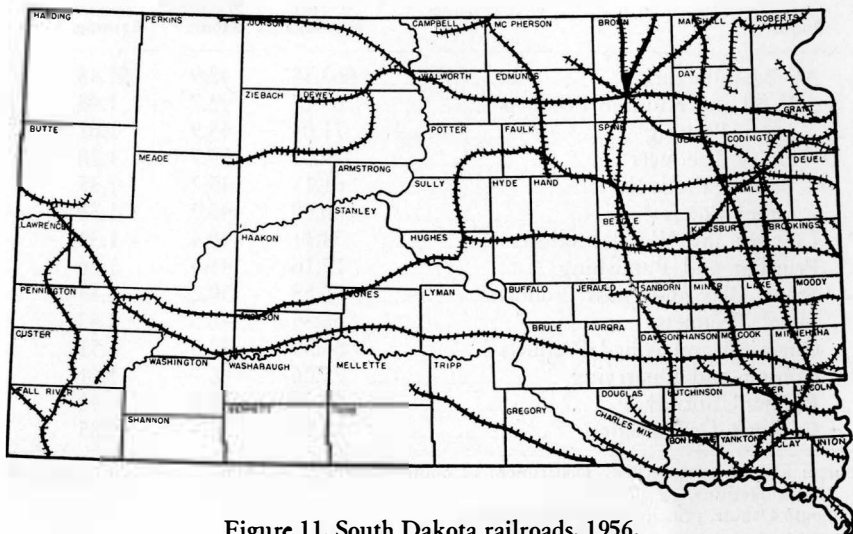 HARDING
PERKINS
CORSON
CAMPBELL
MC PHERSON
BROWN
MARSHALL
ROBERTS
WALWORTH
EDMUNDS
DAY
ZIEBACH
DEWEY
GRANT
BUTTE
POTTER
FAULK
SPINK
CODINGTON
MEADE
DEUEL
ARMSTRONG
SULLY
HYDE
HAND
HAMLIN
STANLEY
LAWRENCE
HAAKON
HUGHES
BEADLE
KINGSBURY
BROOKINGS
PENNINGTON
JONES
LYMAN
BUFFALO
JERAULD
SANBORN
MINER
LAKE
MOODY
CUSTER
BRULE
AURORA
DAVISON
HANSON
MC COOK
MINNEHAHA
WASHINGTON
WASHABAUGH
MELLETTE
TRIPP
FALL RIVER
DOUGLAS
HUTCHINSON
TURNER
LINCOLN
SHANNON
GREGORY
CHARLES MIX
BON HOMME
YANKTON
CLAY
UNION
Figure 11. South Dakota railroads, 1956.